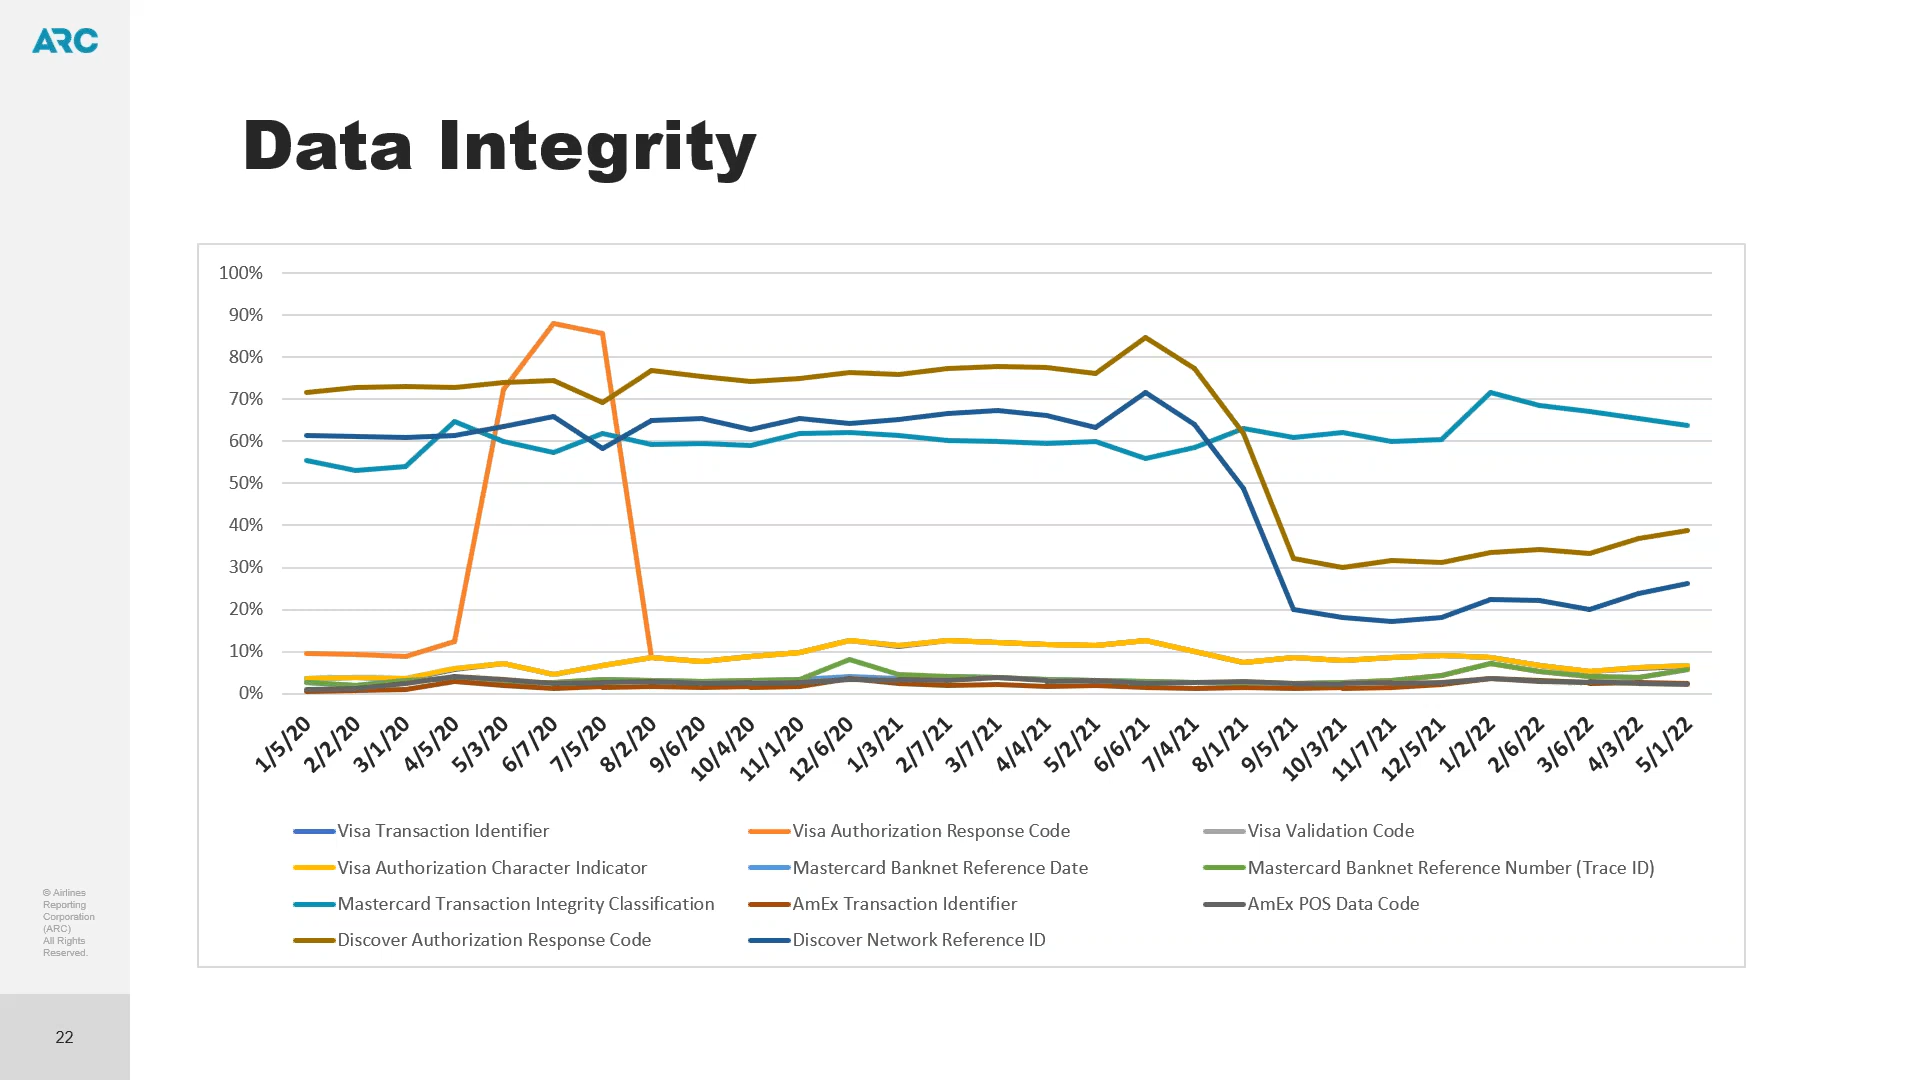 ARC
Data Integrity
100%
90%
80%
70%
60%
50%
40%
30%
20%
10%
0%
1/5/20
2/2/20
3/1/20
4/5/20
5/3/20
6/7/20
7/5/20
8/2/20
9/6/20
10/4/20
11/1/20
12/6/20
1/3/21
2/7/21
3/7/21
4/4/21
5/2/21
6/6/21
7/4/21
8/1/21
9/5/21
10/3/21
11/7/21
12/5/21
1/2/22
2/6/22
3/6/22
4/3/22
5/1/22
Visa Transaction Identifier
Visa Authorization Response Code
Visa Validation Code
Visa Authorization Character Indicator
Mastercard Banknet Reference Date
Mastercard Banknet Reference Number (Trace ID)
Mastercard Transaction Integrity Classification
AmEx Transaction Identifier
AmEx POS Data Code
Discover Authorization Response Code
Discover Network Reference ID
© Airlines
Reporting
Corporation
(ARC)
All Rights
Reserved.
22